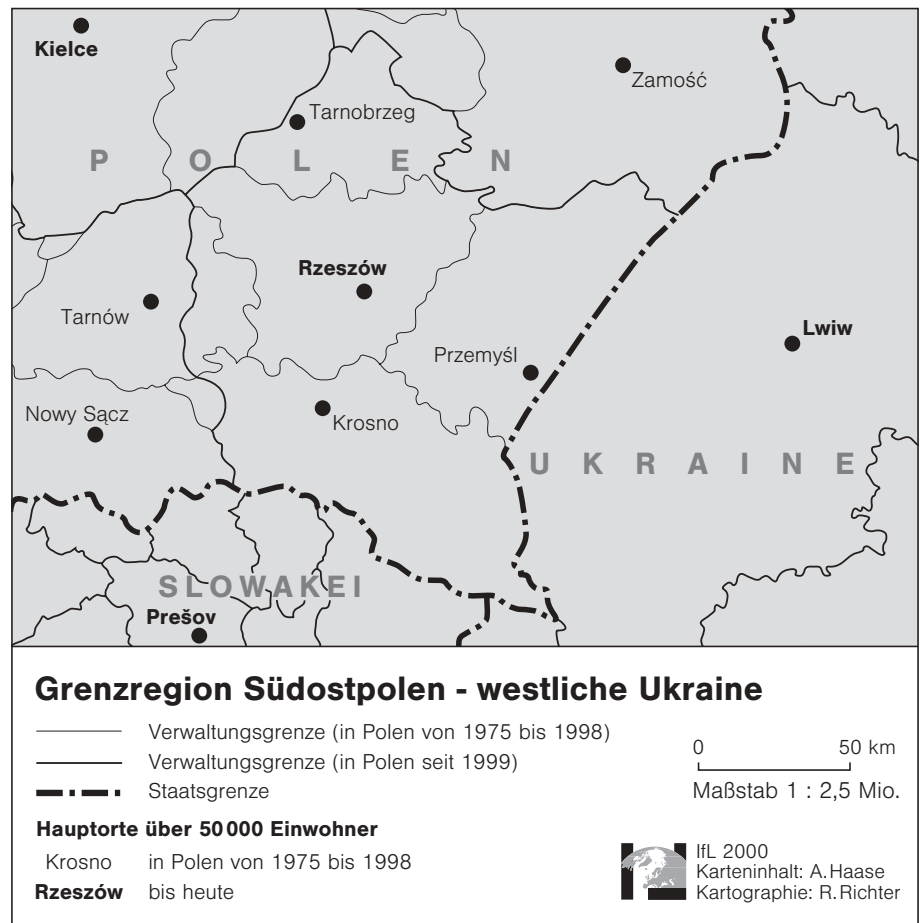 Kielce
Zamość
Tarnobrzeg
P O L E N
Rzeszów
Tarnów
Lwiw
Przemyśl
Nowy Sącz
Krosno
U K R A I N E
SLOWAKEI
Prešov
Grenzregion Südostpolen - westliche Ukraine
Verwaltungsgrenze (in Polen von 1975 bis 1998)
Verwaltungsgrenze (in Polen seit 1999)
Staatsgrenze
0 50 km
Maßstab 1 : 2,5 Mio.
Hauptorte über 50 000 Einwohner
Krosno in Polen von 1975 bis 1998
Rzeszów bis heute
IfL 2000
Karteninhalt: A. Haase
Kartographie: R. Richter